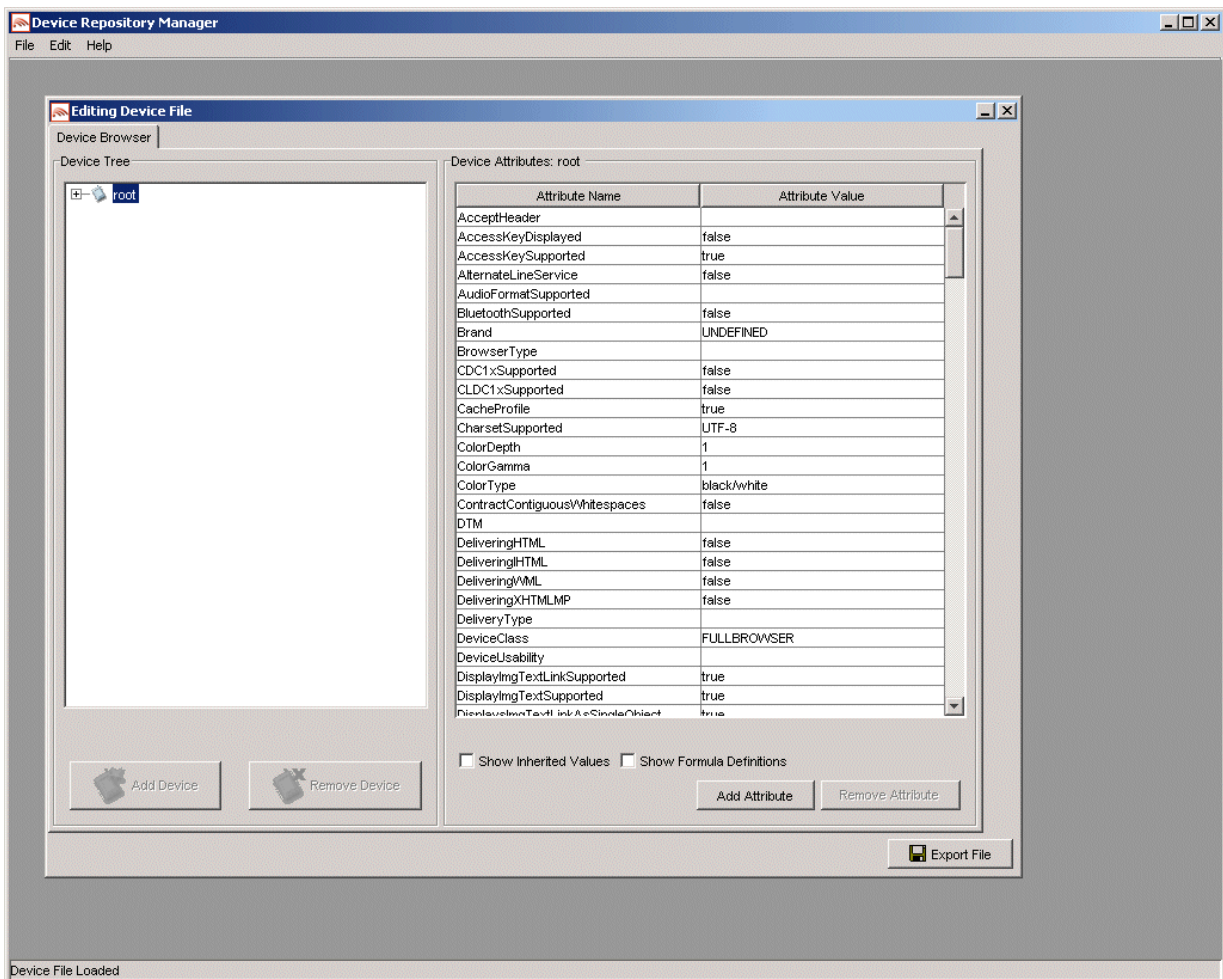 Device Repository Manager
File Edit Help
Editing Device File
Device Browser
Device Tree
root
Device Attributes: root
Attribute Name Attribute Value
AcceptHeader
AccessKeyDisplayed false
AccessKeySupported true
AlternateLineService false
AudioFormatSupported
BluetoothSupported false
Brand UNDEFINED
BrowserType
CDC1xSupported false
CLDC1xSupported false
CacheProfile true
CharsetSupported UTF-8
ColorDepth 1
ColorGamma 1
ColorType black/white
ContractContiguousWhitespaces false
DTM
DeliveringHTML false
DeliveringIHTML false
DeliveringWML false
DeliveringXHTMLMP false
DeliveryType
DeviceClass FULLBROWSER
DeviceUsability
DisplayImgTextLinkSupported true
DisplayImgTextSupported true
DisplaysImgTextLinkAsSingleObject true
Show Inherited Values Show Formula Definitions
Add Device Remove Device
Add Attribute Remove Attribute
Export File
Device File Loaded